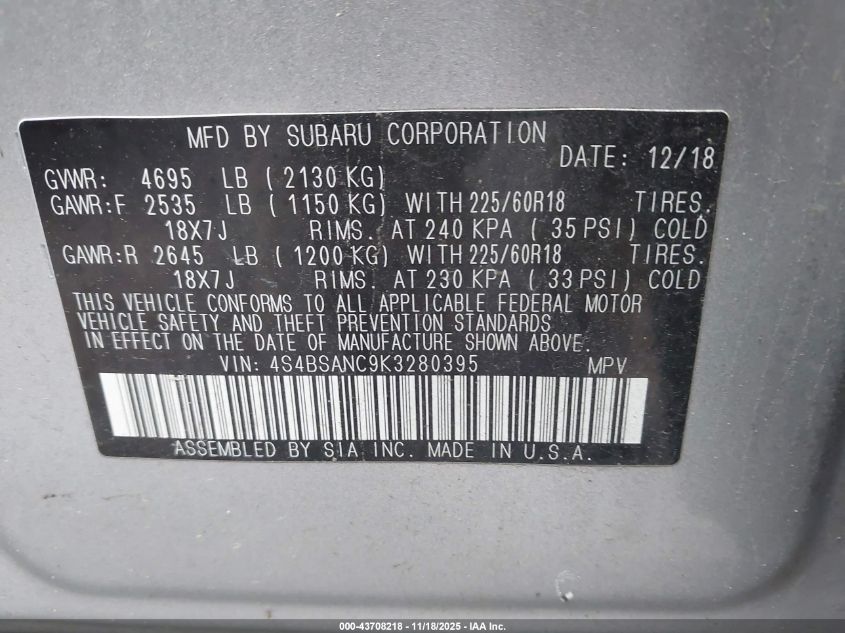 MFD BY SUBARU CORPORATION
DATE: 12/18
GVWR: 4695 LB ( 2130 KG)
GAWR:F 2535 LB ( 1150 KG) WITH 225/60R18 TIRES.
18X7J RIMS. AT 240 KPA ( 35 PSI) COLD
GAWR:R 2645 LB ( 1200 KG) WITH 225/60R18 TIRES.
18X7J RIMS. AT 230 KPA ( 33 PSI) COLD
THIS VEHICLE CONFORMS TO ALL APPLICABLE FEDERAL MOTOR
VEHICLE SAFETY AND THEFT PREVENTION STANDARDS
IN EFFECT ON THE DATE OF MANUFACTURE SHOWN ABOVE.
VIN: 4S4BSANC9K3280395 MPV
ASSEMBLED BY SIA INC. MADE IN U.S.A.
000-43708218 - 11/18/2025 - IAA Inc.